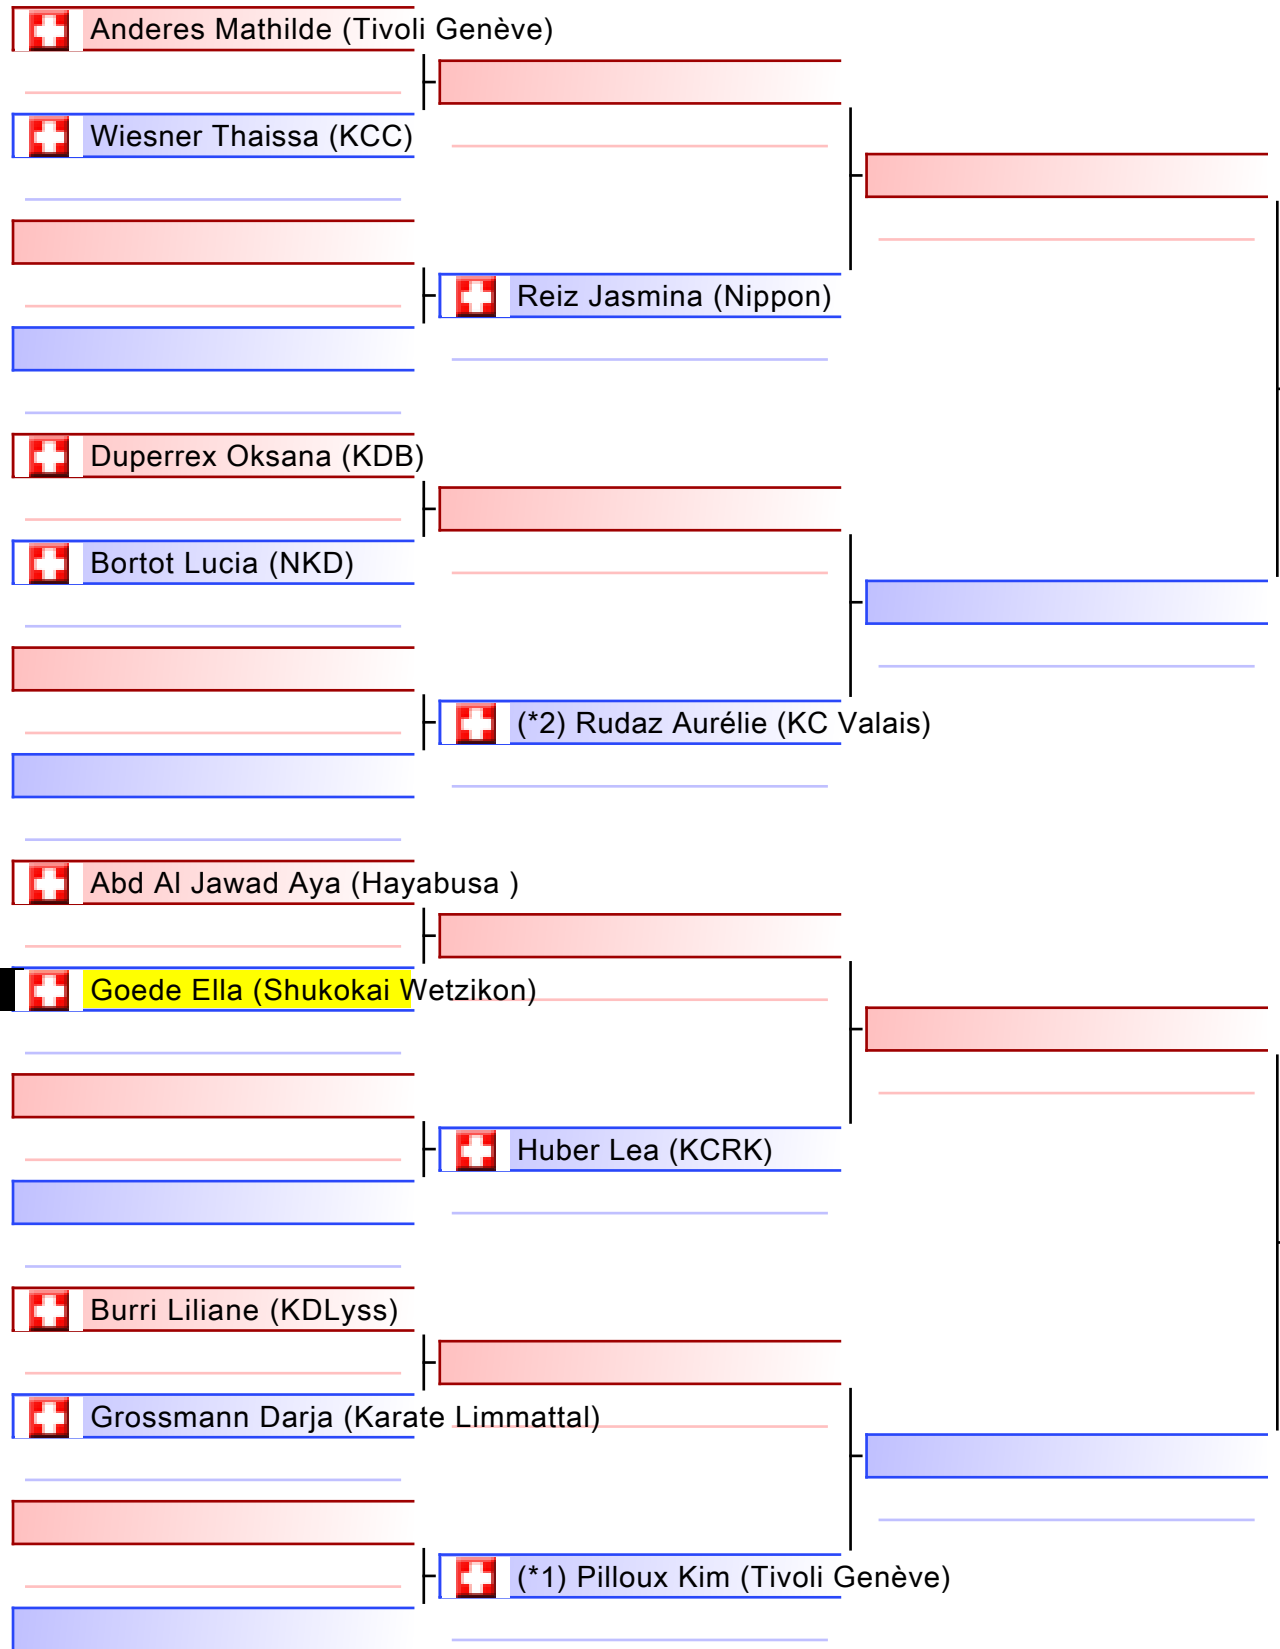 Anderes Mathilde (Tivoli Genève)
Wiesner Thaissa (KCC)
Reiz Jasmina (Nippon)
Duperrex Oksana (KDB)
Bortot Lucia (NKD)
(*2) Rudaz Aurélie (KC Valais)
Abd Al Jawad Aya (Hayabusa )
Goede Ella (Shukokai Wetzikon)
Huber Lea (KCRK)
Burri Liliane (KDLyss)
Grossmann Darja (Karate Limmattal)
(*1) Pilloux Kim (Tivoli Genève)